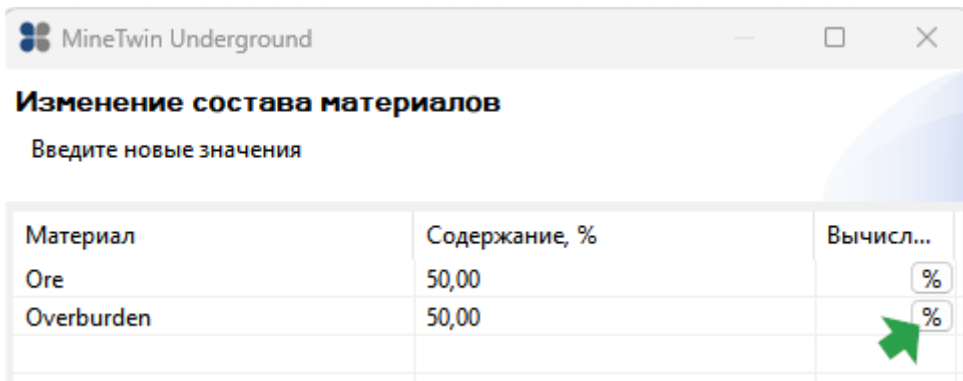 MineTwin Underground
Изменение состава материалов
Введите новые значения
Материал Содержание, % Вычисл...
Ore 50,00 %
Overburden 50,00 %